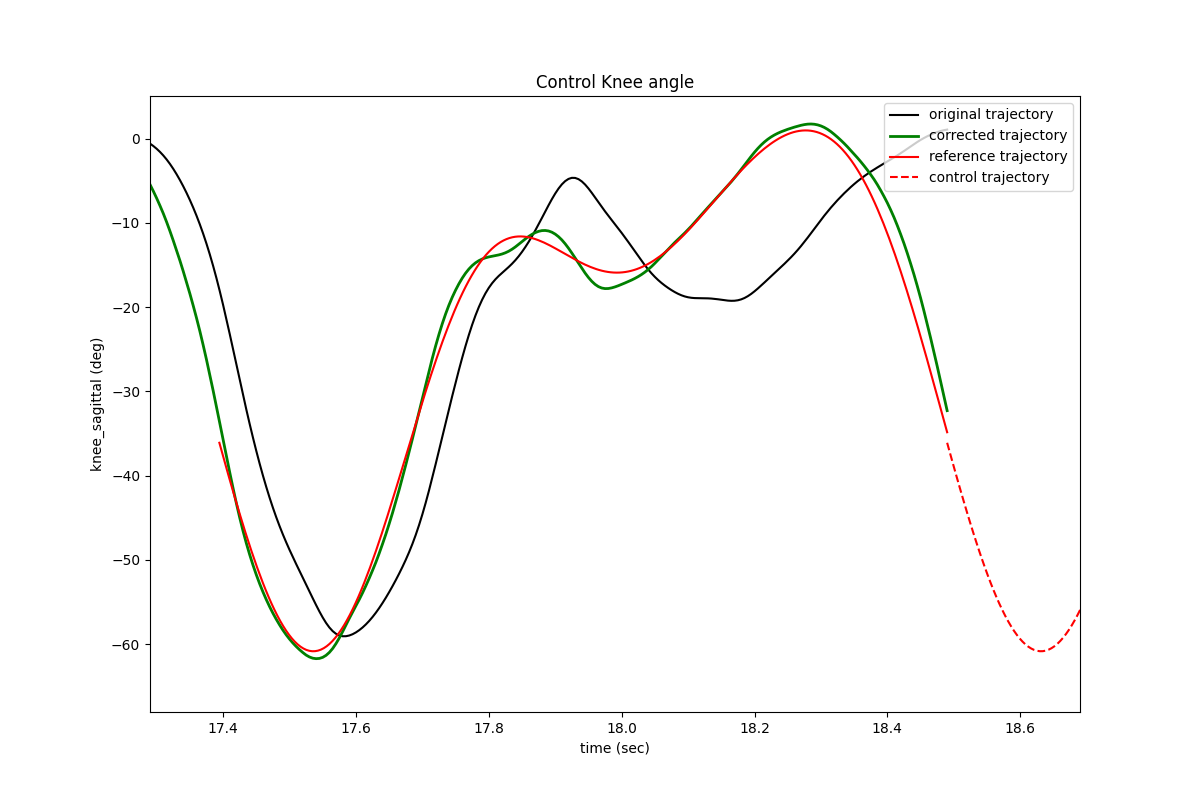 Control Knee angle
original trajectory
corrected trajectory
reference trajectory
control trajectory
knee_sagittal (deg)
0
−10
−20
−30
−40
−50
−60
17.4 17.6 17.8 18.0 18.2 18.4 18.6
time (sec)